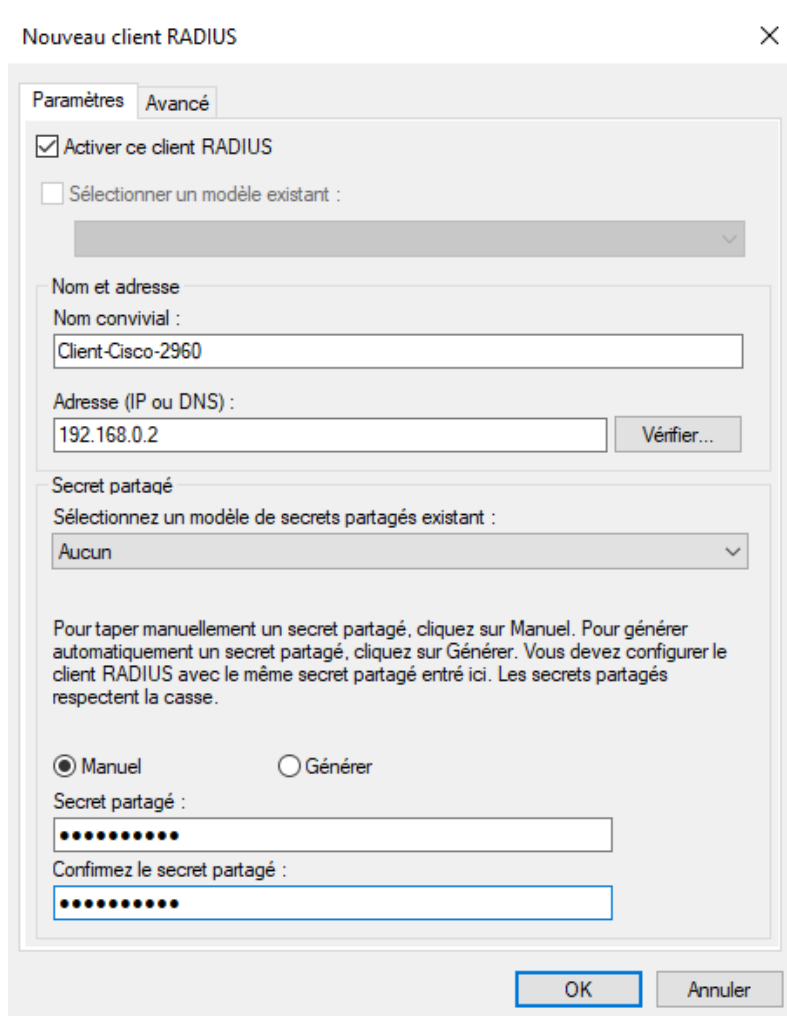 Nouveau client RADIUS
Paramètres Avancé
Activer ce client RADIUS
Sélectionner un modèle existant :
Nom et adresse
Nom convivial :
Client-Cisco-2960
Adresse (IP ou DNS) :
192.168.0.2 Vérifier...
Secret partagé
Sélectionnez un modèle de secrets partagés existant :
Aucun
Pour taper manuellement un secret partagé, cliquez sur Manuel. Pour générer
automatiquement un secret partagé, cliquez sur Générer. Vous devez configurer le
client RADIUS avec le même secret partagé entré ici. Les secrets partagés
respectent la casse.
Manuel Générer
Secret partagé :
●●●●●●●●●●
Confirmez le secret partagé :
●●●●●●●●●●
OK Annuler